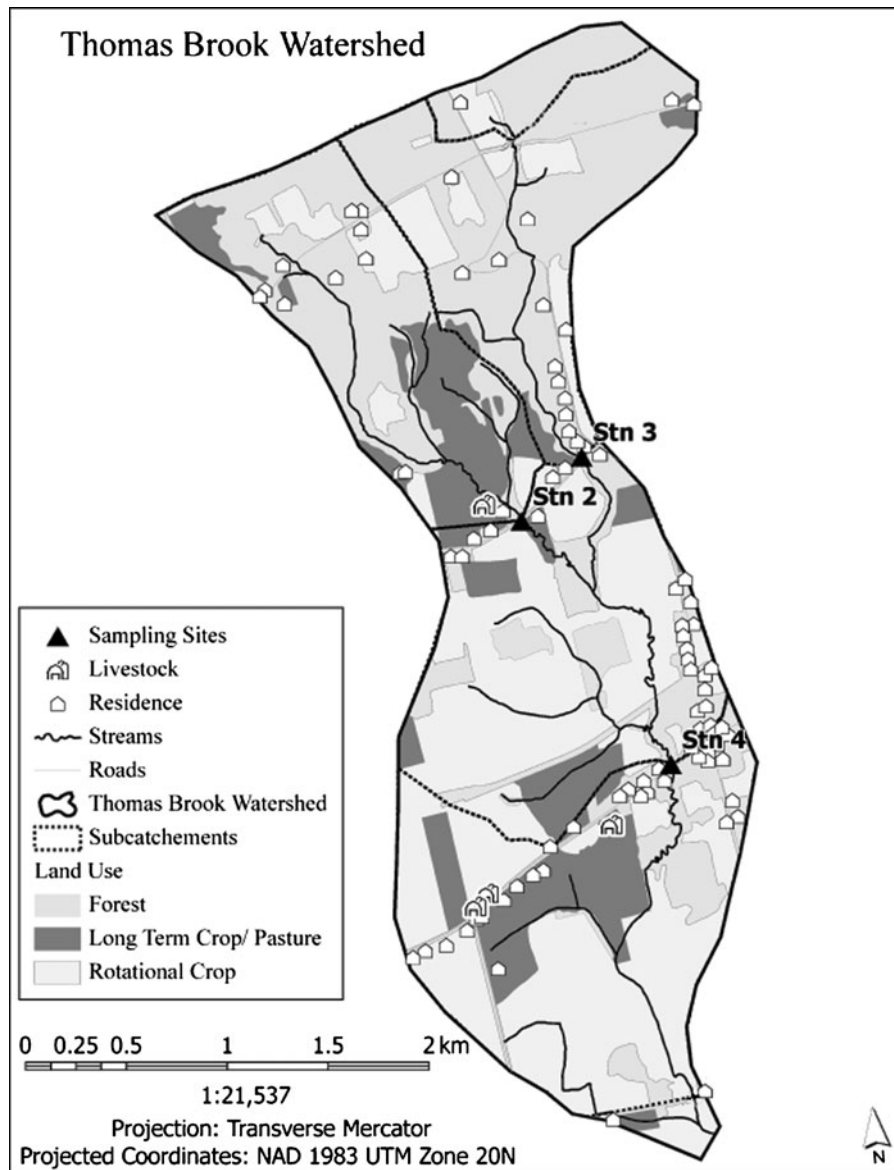 Thomas Brook Watershed
Stn 3
Stn 2
Stn 4
Sampling Sites
Livestock
Residence
Streams
Roads
Thomas Brook Watershed
Subcatchements
Land Use
Forest
Long Term Crop/ Pasture
Rotational Crop
0 0.25 0.5 1 1.5 2 km
1:21,537
Projection: Transverse Mercator
Projected Coordinates: NAD 1983 UTM Zone 20N
N